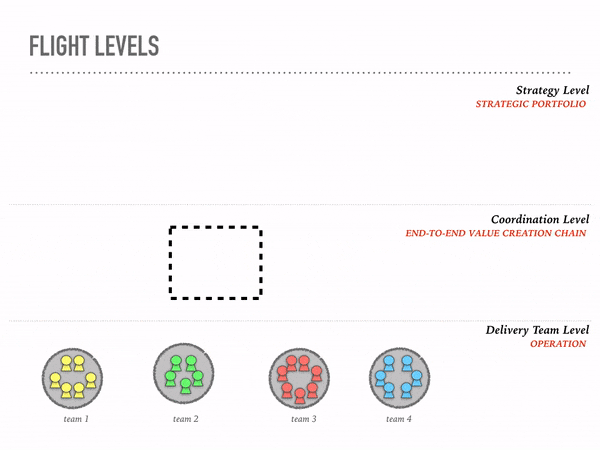 FLIGHT LEVELS
Strategy Level
STRATEGIC PORTFOLIO
Coordination Level
END-TO-END VALUE CREATION CHAIN
Delivery Team Level
OPERATION
team 1
team 2
team 3
team 4